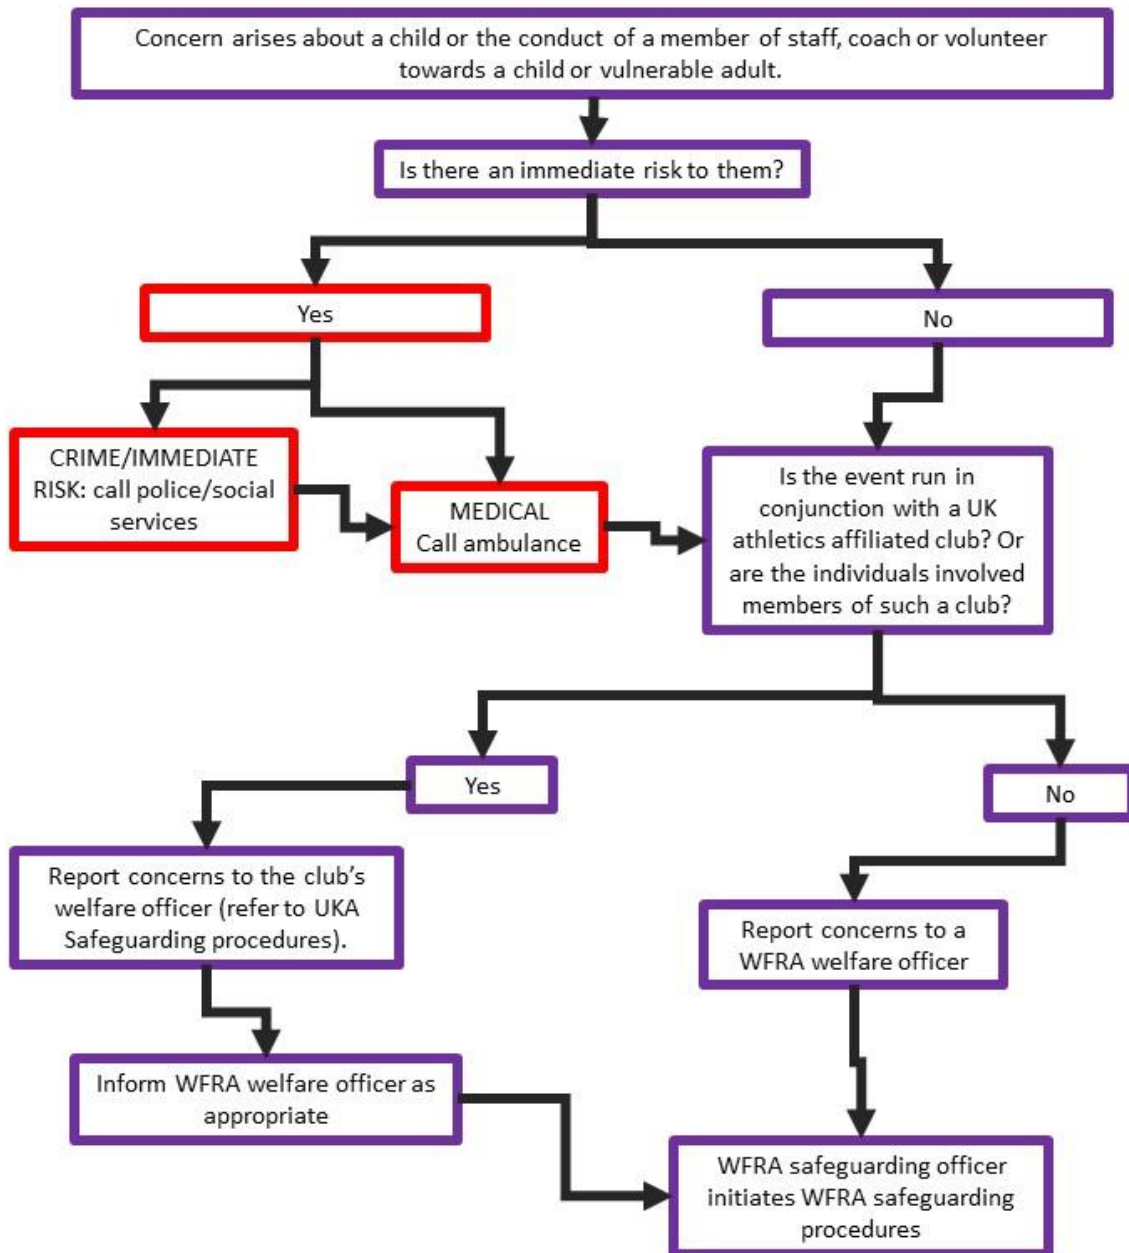 Concern arises about a child or the conduct of a member of staff, coach or volunteer
towards a child or vulnerable adult.
Is there an immediate risk to them?
Yes
No
CRIME/IMMEDIATE
RISK: call police/social
services
MEDICAL
Call ambulance
Is the event run in
conjunction with a UK
athletics affiliated club? Or
are the individuals involved
members of such a club?
Yes
No
Report concerns to the club’s
welfare officer (refer to UKA
Safeguarding procedures).
Report concerns to a
WFRA welfare officer
Inform WFRA welfare officer as
appropriate
WFRA safeguarding officer
initiates WFRA safeguarding
procedures